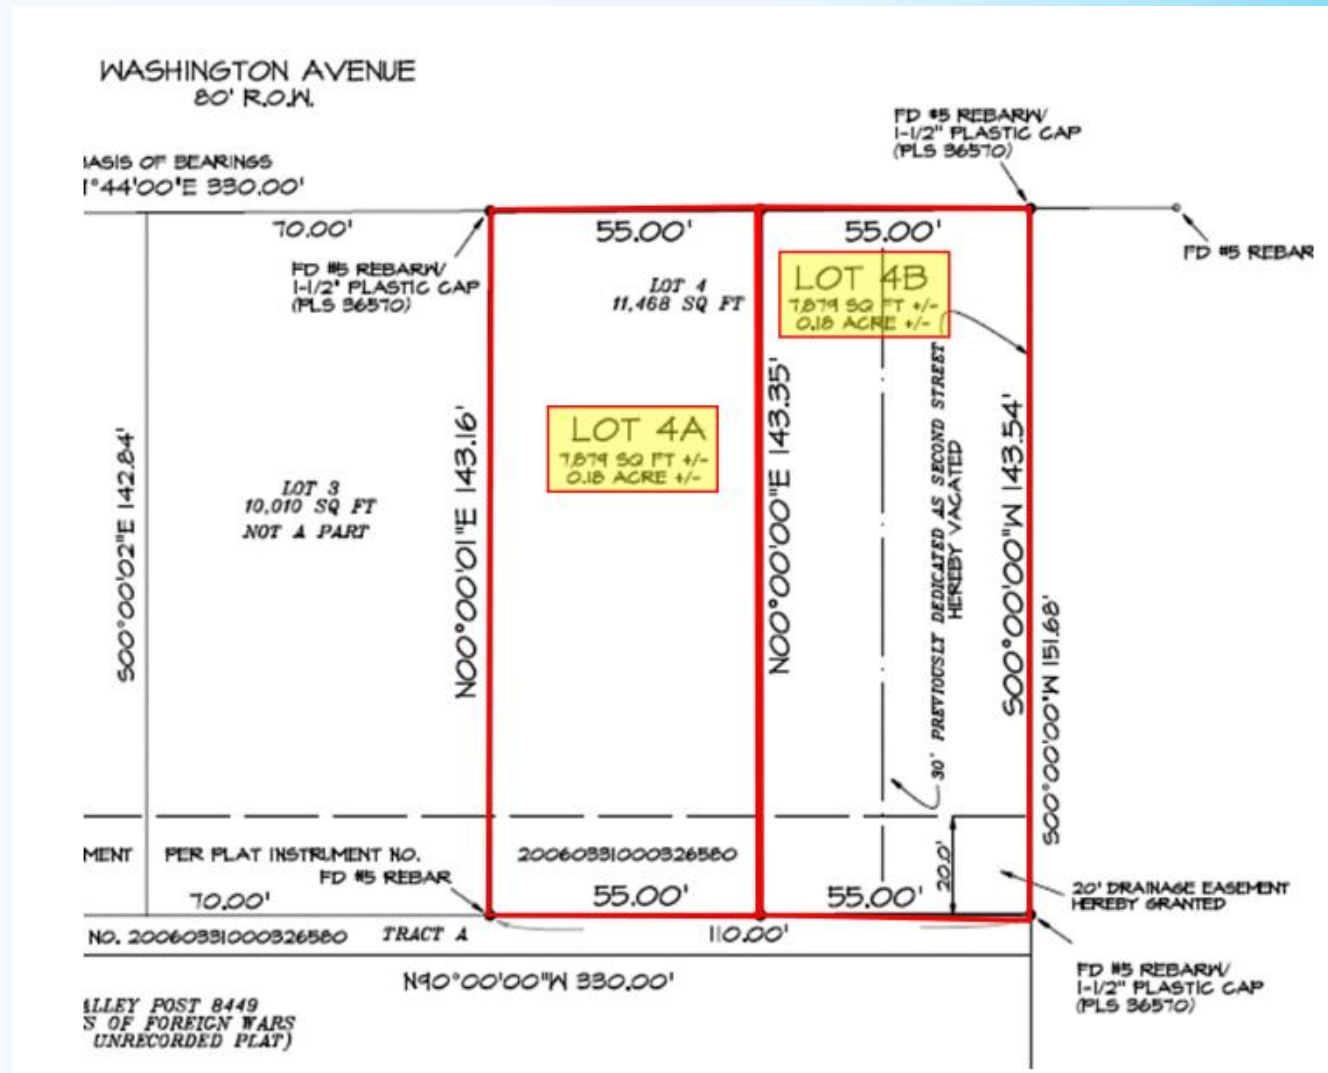 WASHINGTON AVENUE
80' R.O.W.
FD #5 REBARW/
1-1/2" PLASTIC CAP
(PLS 36570)
BASIS OF BEARINGS
1°44'00"E 330.00'
70.00'
55.00'
55.00'
FD #5 REBAR
FD #5 REBARW/
1-1/2" PLASTIC CAP
(PLS 36570)
LOT 4
11,468 SQ FT
LOT 4B
7,879 SQ FT +/-
0.18 ACRE +/-
LOT 4A
7,879 SQ FT +/-
0.18 ACRE +/-
LOT 3
10,010 SQ FT
NOT A PART
S00°00'02"E 142.84'
N00°00'01"E 143.19'
N00°00'00"E 143.35'
30' PREVIOUSLY DEDICATED AS SECOND STREET
HEREBY VACATED
S00°00'00"W 143.54'
S00°00'00"W 151.68'
MENT PER PLAT INSTRUMENT NO. 20060331000326580
FD #5 REBAR
20.0'
70.00'
55.00'
55.00'
20' DRAINAGE EASEMENT
HEREBY GRANTED
NO. 20060331000326580 TRACT A
110.00'
N90°00'00"W 330.00'
FD #5 REBARW/
1-1/2" PLASTIC CAP
(PLS 36570)
ALLEY POST 8449
S OF FOREIGN WARS
UNRECORDED PLAT)